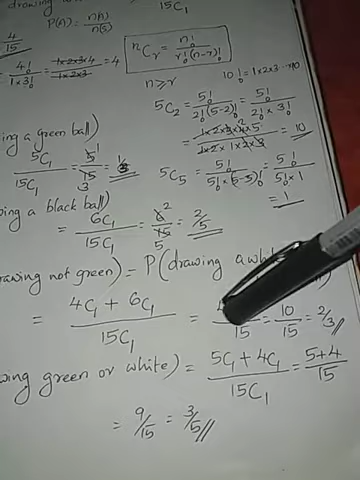 drawing
15C₁
P(A) = n(A)/n(S)
4/15
4!/1!×3! = 1×2×3×4/1×2×3 = 4
nCr = n!/r!(n-r)!
n≥r
10! = 1×2×3×...×10
5C₂ = 5!/2!(5-2)! = 5!/2!×3!
= 1×2×3×4×5/1×2×1×2×3 = 10
ing a green ball)
5C₁/15C₁ = 5/15 = 1/3
5C₅ = 5!/5!×(5-5)! = 5!/5!×1
= 1
ing a black ball)
= 6C₁/15C₁ = 6/15 = 2/5
rawing not green) = P(drawing a
= 4C₁ + 6C₁/15C₁ = /15 = 10/15 = 2/3//
wing green or white) = 5C₁ + 4C₁/15C₁ = 5+4/15
= 9/15 = 3/5//